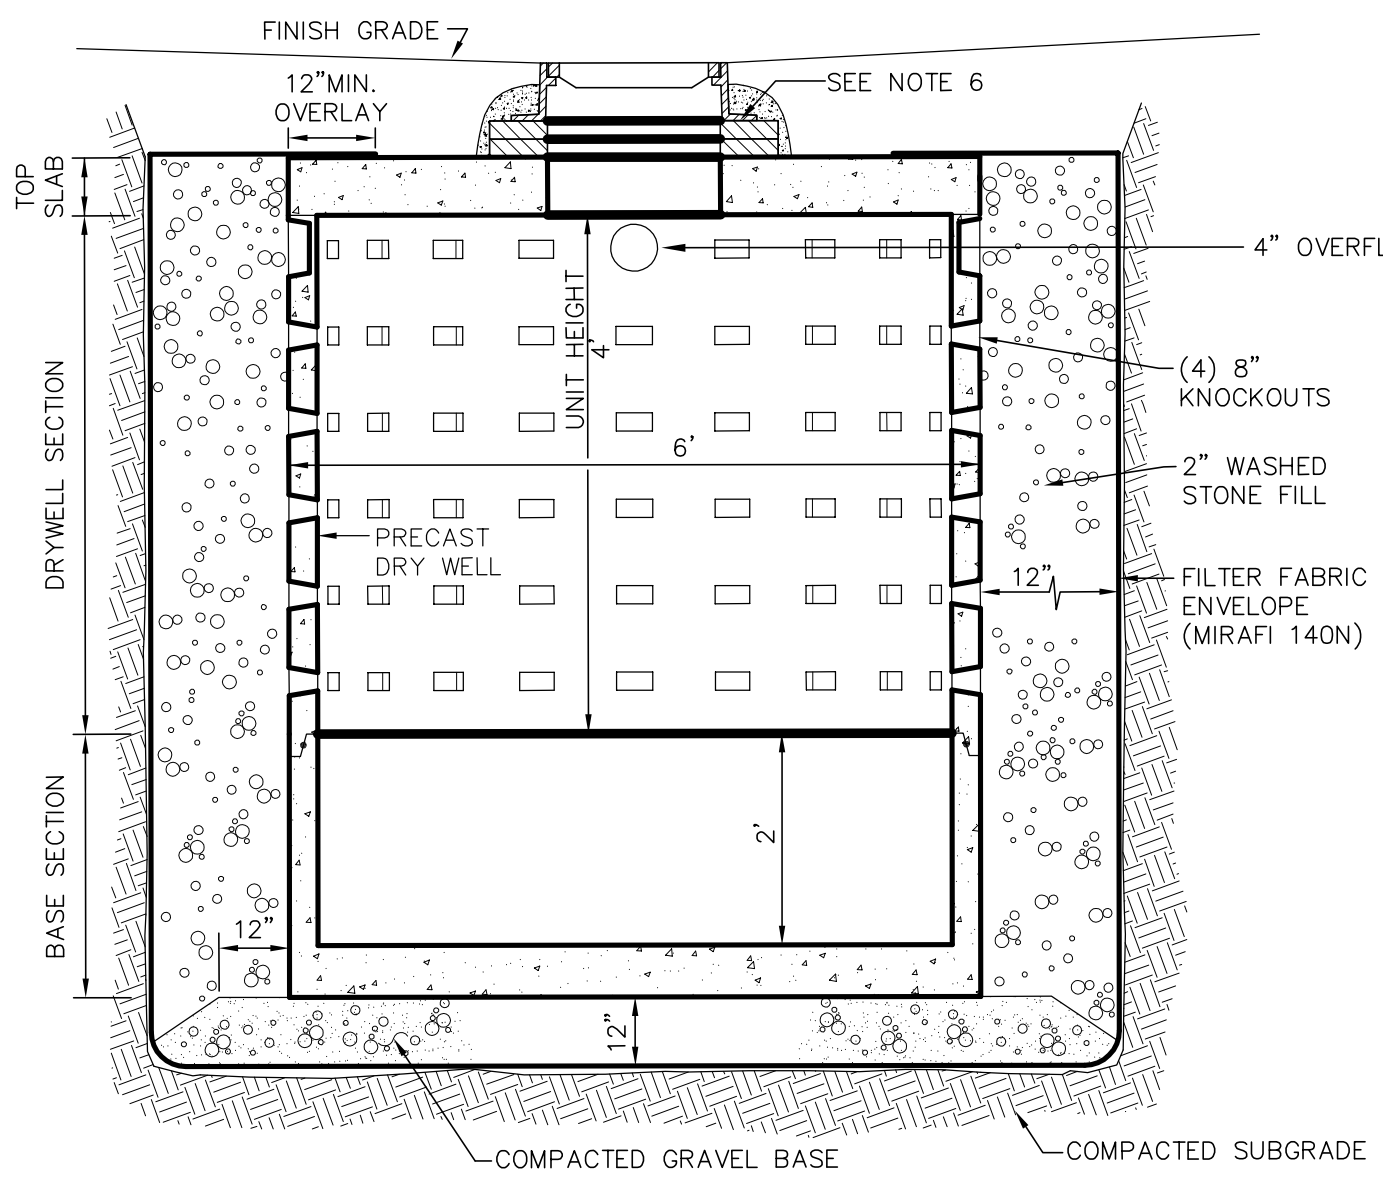 FINISH GRADE
12”MIN.
OVERLAY
SEE NOTE 6
TOP
SLAB
4”
UNIT HEIGHT
4'
(4) 8”
KNOCKOUTS
DRYWELL SECTION
6'
2” WASHED
STONE FILL
PRECAST
DRY WELL
12”
FILTER FABRIC
ENVELOPE
(MIRAFI 140N)
BASE SECTION
2'
12”
12”
COMPACTED GRAVEL BASE
COMPACTED SUBGRADE